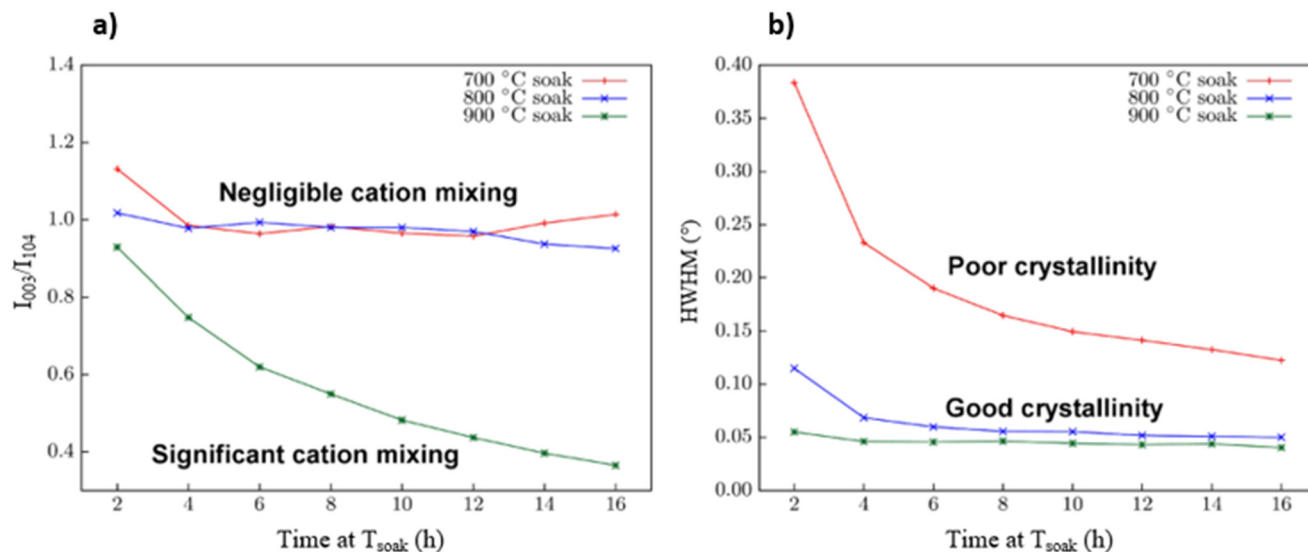 a)
1.4
1.2
1.0
0.8
0.6
0.4
I003/I104
700 °C soak
800 °C soak
900 °C soak
Negligible cation mixing
Significant cation mixing
2 4 6 8 10 12 14 16
Time at Tsoak (h)
b)
0.40
0.35
0.30
0.25
0.20
0.15
0.10
0.05
0.00
HWHM (°)
700 °C soak
800 °C soak
900 °C soak
Poor crystallinity
Good crystallinity
2 4 6 8 10 12 14 16
Time at Tsoak (h)